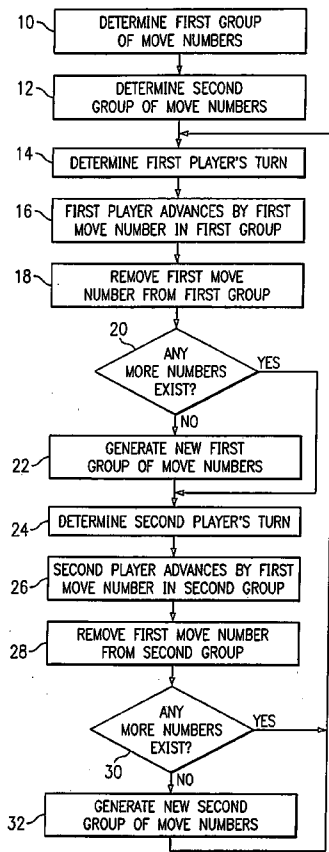 10
DETERMINE FIRST GROUP
OF MOVE NUMBERS
12
DETERMINE SECOND
GROUP OF MOVE NUMBERS
14
DETERMINE FIRST PLAYER'S TURN
16
FIRST PLAYER ADVANCES BY FIRST
MOVE NUMBER IN FIRST GROUP
18
REMOVE FIRST MOVE
NUMBER FROM FIRST GROUP
20
ANY
MORE NUMBERS
EXIST?
YES
NO
22
GENERATE NEW FIRST
GROUP OF MOVE NUMBERS
24
DETERMINE SECOND PLAYER'S TURN
26
SECOND PLAYER ADVANCES BY FIRST
MOVE NUMBER IN SECOND GROUP
28
REMOVE FIRST MOVE NUMBER
FROM SECOND GROUP
ANY
MORE NUMBERS
EXIST?
YES
30
NO
32
GENERATE NEW SECOND
GROUP OF MOVE NUMBERS